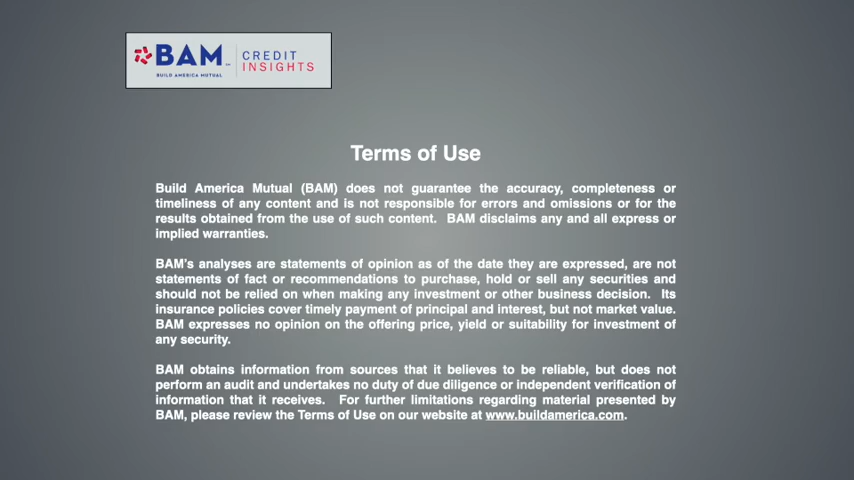 BAM SM
BUILD AMERICA MUTUAL
CREDIT
INSIGHTS
Terms of Use
Build America Mutual (BAM) does not guarantee the accuracy, completeness or
timeliness of any content and is not responsible for errors and omissions or for the
results obtained from the use of such content. BAM disclaims any and all express or
implied warranties.
BAM's analyses are statements of opinion as of the date they are expressed, are not
statements of fact or recommendations to purchase, hold or sell any securities and
should not be relied on when making any investment or other business decision. Its
insurance policies cover timely payment of principal and interest, but not market value.
BAM expresses no opinion on the offering price, yield or suitability for investment of
any security.
BAM obtains information from sources that it believes to be reliable, but does not
perform an audit and undertakes no duty of due diligence or independent verification of
information that it receives. For further limitations regarding material presented by
BAM, please review the Terms of Use on our website at www.buildamerica.com.